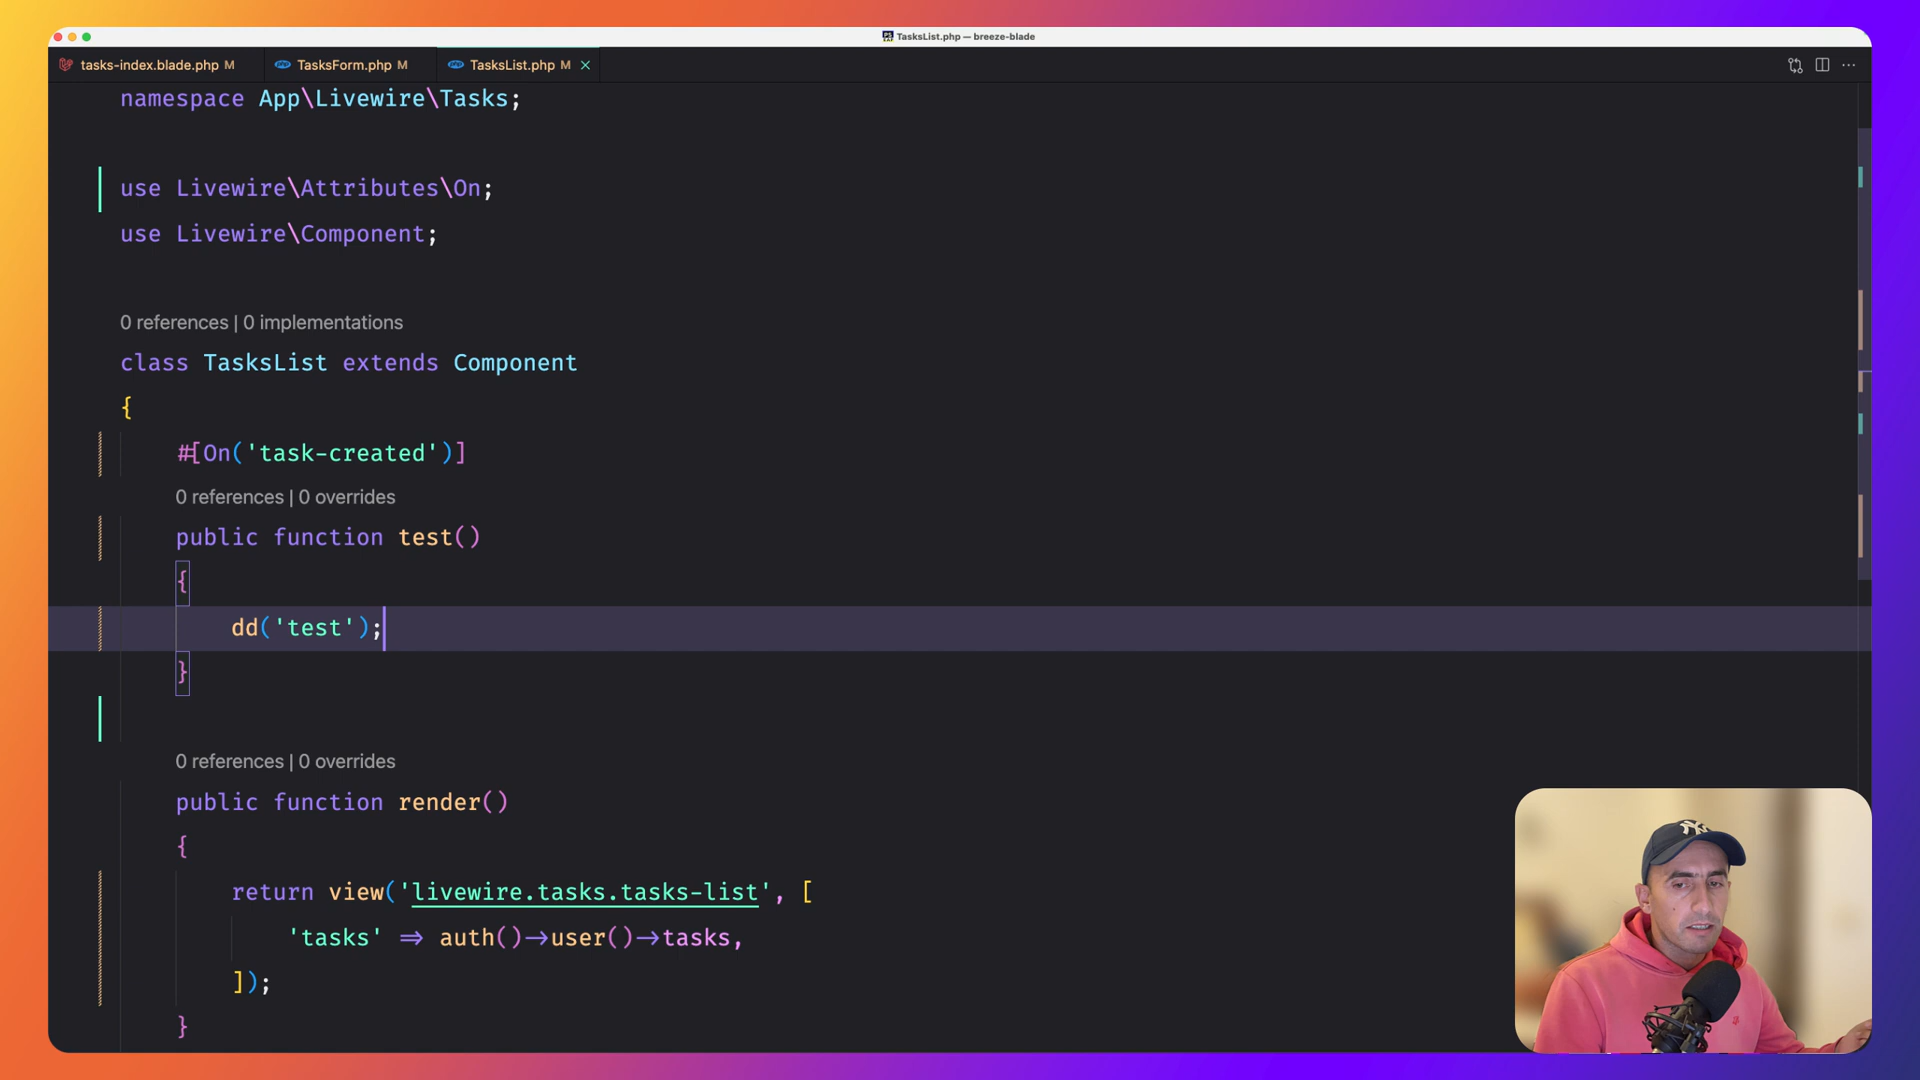 TasksList.php — breeze-blade
tasks-index.blade.php M
TasksForm.php M
TasksList.php M
namespace App\Livewire\Tasks;
use Livewire\Attributes\On;
use Livewire\Component;
0 references | 0 implementations
class TasksList extends Component
{
#[On('task-created')]
0 references | 0 overrides
public function test()
{
dd('test');
}
0 references | 0 overrides
public function render()
{
return view('livewire.tasks.tasks-list', [
'tasks' => auth()->user()->tasks,
]);
}